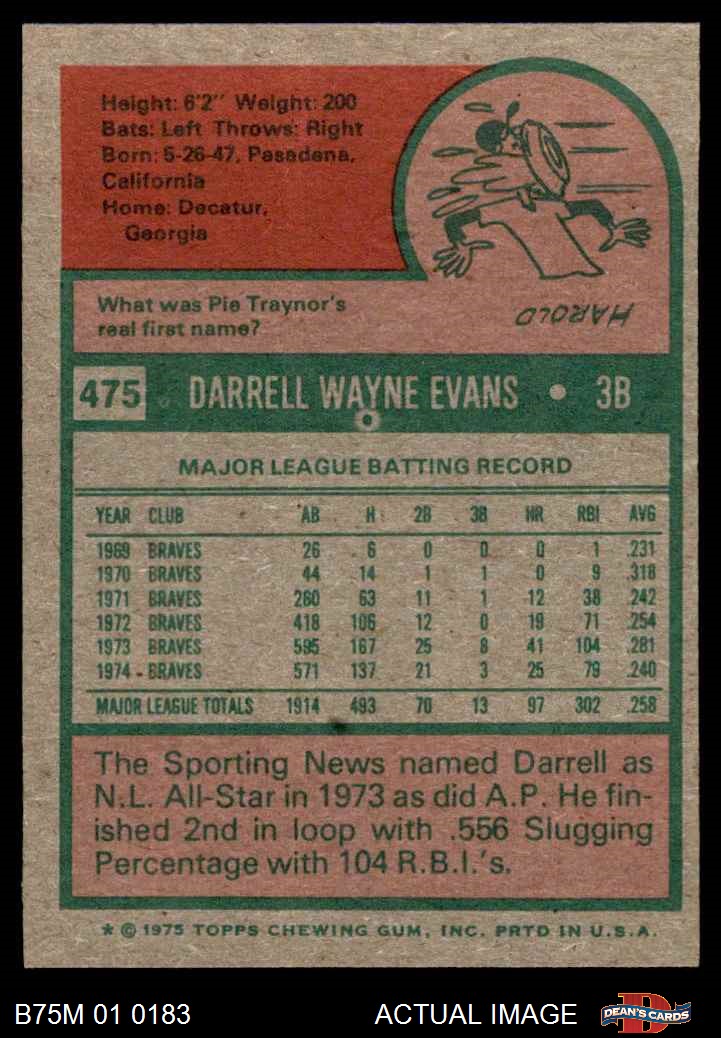 Height: 6'2" Weight: 200
Bats: Left Throws: Right
Born: 5-26-47, Pasadena,
California
Home: Decatur,
Georgia
What was Pie Traynor's
real first name?
HAROLD
475 DARRELL WAYNE EVANS • 3B
MAJOR LEAGUE BATTING RECORD
YEAR CLUB AB H 2B 3B HR RBI AVG
1969 BRAVES 26 6 0 0 0 1 .231
1970 BRAVES 44 14 1 1 0 9 .318
1971 BRAVES 260 63 11 1 12 38 .242
1972 BRAVES 418 106 12 0 19 71 .254
1973 BRAVES 595 167 25 8 41 104 .281
1974 BRAVES 571 137 21 3 25 79 .240
MAJOR LEAGUE TOTALS 1914 493 70 13 97 302 .258
The Sporting News named Darrell as
N.L. All-Star in 1973 as did A.P. He fin-
ished 2nd in loop with .556 Slugging
Percentage with 104 R.B.I.'s.
* © 1975 TOPPS CHEWING GUM, INC. PRTD IN U.S.A.
B75M 01 0183 ACTUAL IMAGE
D
DEAN'S CARDS
B